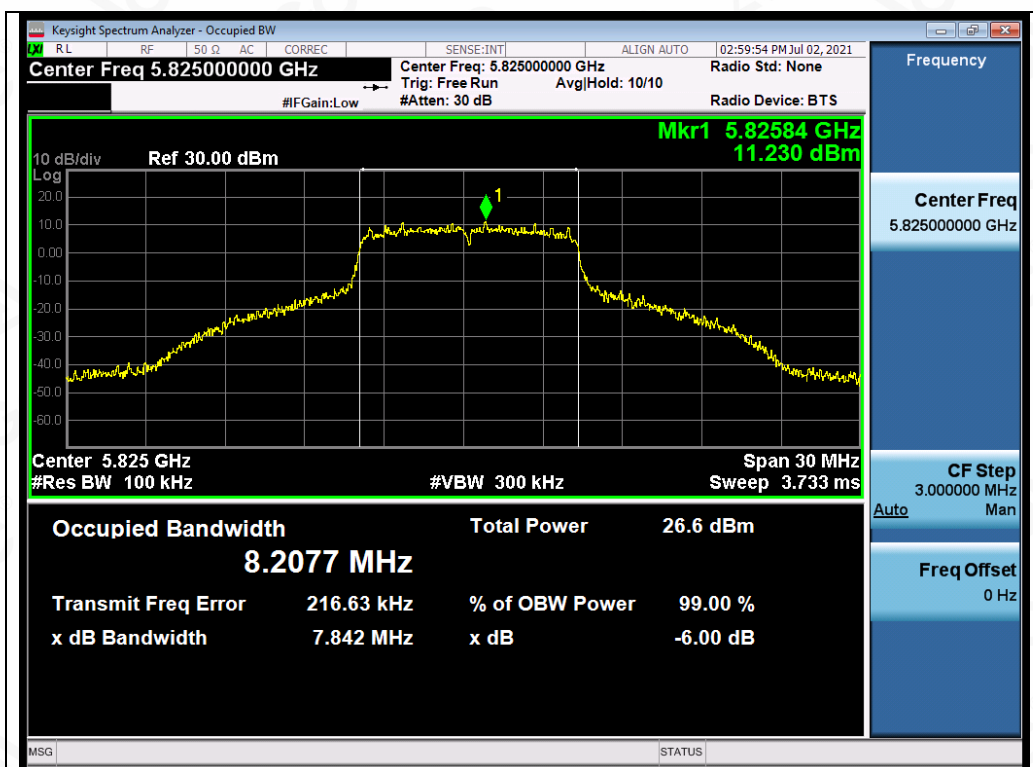 Keysight Spectrum Analyzer - Occupied BW
LXI RL RF 50 Ω AC CORREC SENSE:INT ALIGN AUTO 02:59:54 PM Jul 02, 2021
Center Freq 5.825000000 GHz
Center Freq: 5.825000000 GHz
Radio Std: None
Trig: Free Run Avg|Hold: 10/10
#IFGain:Low
#Atten: 30 dB
Radio Device: BTS
Mkr1 5.82584 GHz
11.230 dBm
10 dB/div Ref 30.00 dBm
Log
20.0
10.0
0.00
-10.0
-20.0
-30.0
-40.0
-50.0
-60.0
1
Center 5.825 GHz Span 30 MHz
#Res BW 100 kHz #VBW 300 kHz Sweep 3.733 ms
Occupied Bandwidth Total Power 26.6 dBm
8.2077 MHz
Transmit Freq Error 216.63 kHz % of OBW Power 99.00 %
x dB Bandwidth 7.842 MHz x dB -6.00 dB
MSG STATUS
Frequency
Center Freq
5.825000000 GHz
CF Step
3.000000 MHz
Auto Man
Freq Offset
0 Hz